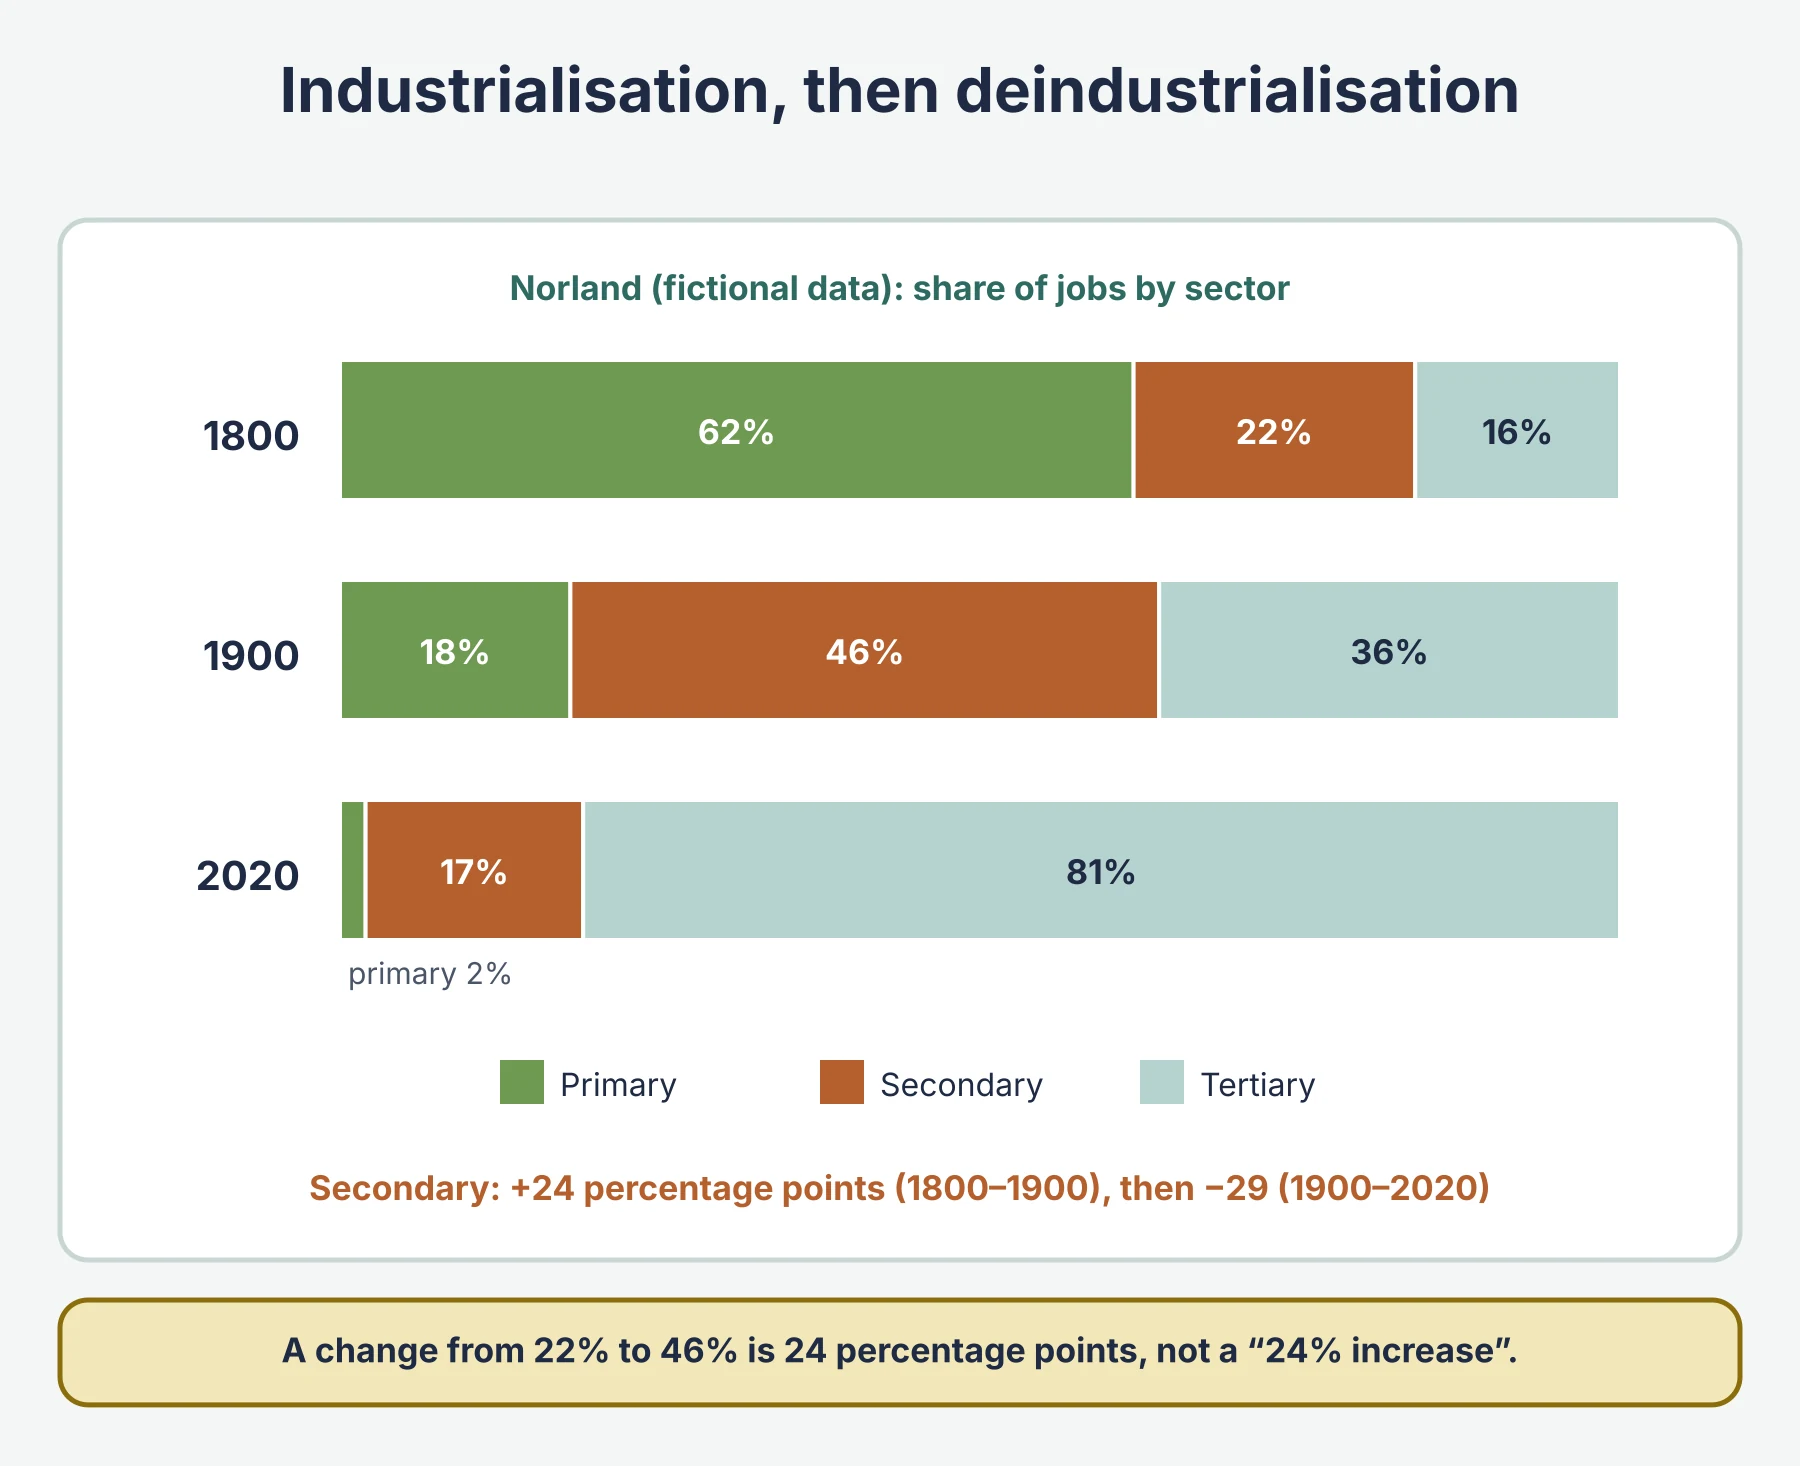 Industrialisation, then deindustrialisation
Norland (fictional data): share of jobs by sector
1800
62%
22%
16%
1900
18%
46%
36%
2020
17%
81%
primary 2%
Primary
Secondary
Tertiary
Secondary: +24 percentage points (1800–1900), then −29 (1900–2020)
A change from 22% to 46% is 24 percentage points, not a “24% increase”.